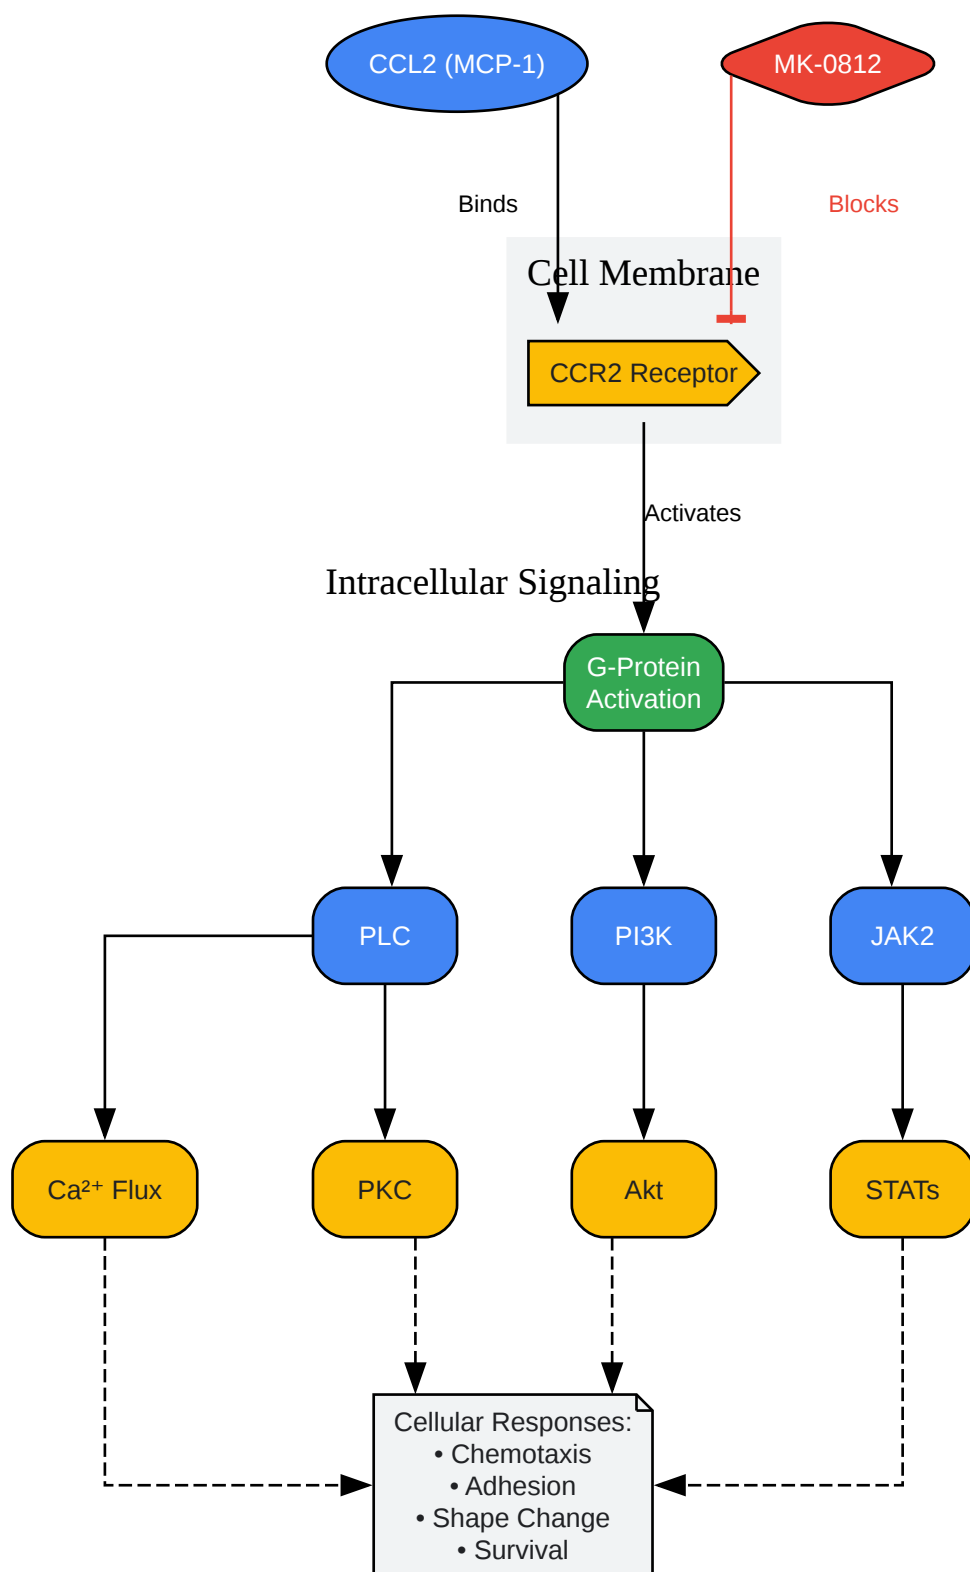 CCL2 (MCP-1)
MK-0812
Binds
Blocks
Cell Membrane
CCR2 Receptor
Activates
Intracellular Signaling
G-Protein
Activation
PLC
PI3K
JAK2
Ca²⁺ Flux
PKC
Akt
STATs
Cellular Responses:
• Chemotaxis
• Adhesion
• Shape Change
• Survival